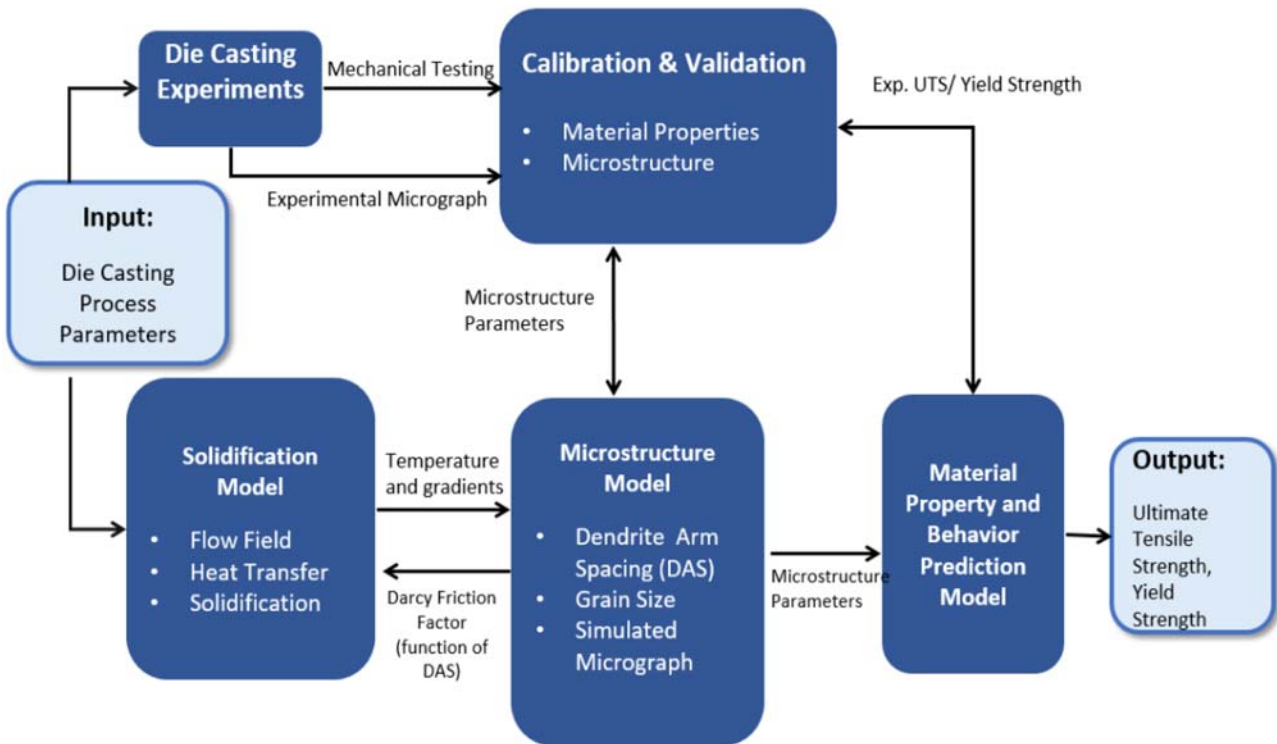 Die Casting
Experiments
Mechanical Testing
Calibration & Validation
• Material Properties
• Microstructure
Exp. UTS/ Yield Strength
Experimental Micrograph
Input:
Die Casting
Process
Parameters
Microstructure
Parameters
Solidification
Model
• Flow Field
• Heat Transfer
• Solidification
Temperature
and gradients
Darcy Friction
Factor
(function of
DAS)
Microstructure
Model
• Dendrite Arm
Spacing (DAS)
• Grain Size
• Simulated
Micrograph
Microstructure
Parameters
Material
Property and
Behavior
Prediction
Model
Output:
Ultimate
Tensile
Strength,
Yield
Strength